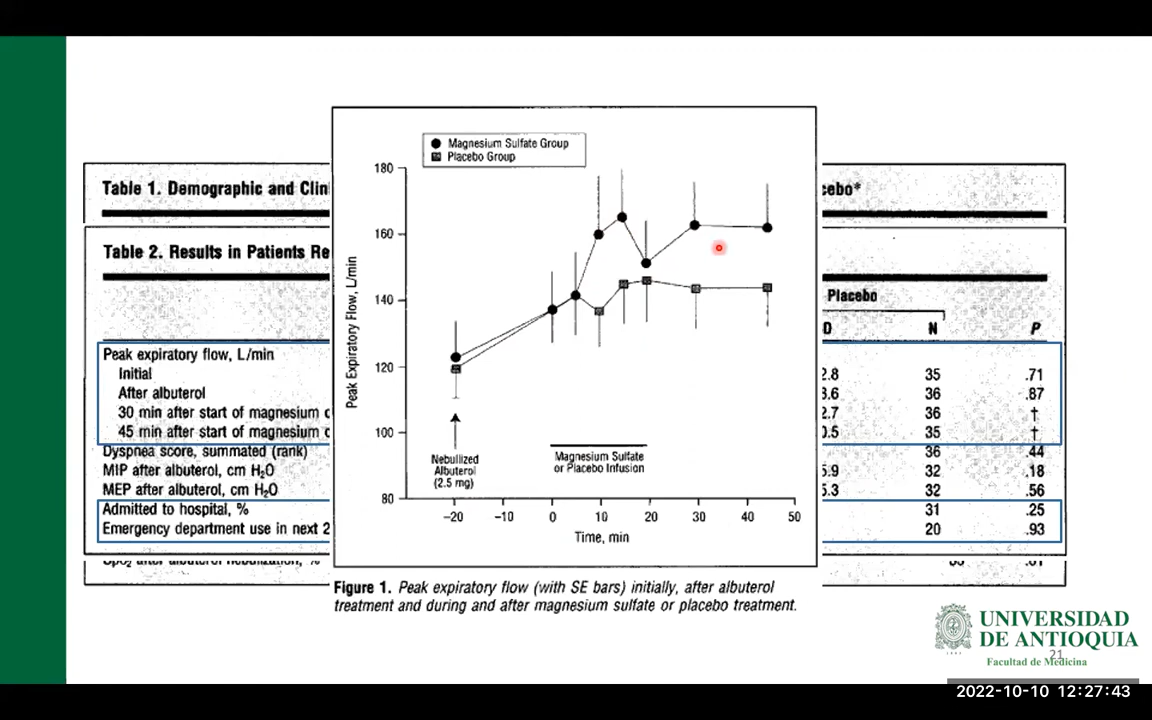 Table 1. Demographic and Clin
cebo*
Table 2. Results in Patients Re
Placebo
D N P
Peak expiratory flow, L/min
Initial
2.8 35 .71
After albuterol
3.6 36 .87
30 min after start of magnesium
2.7 36 †
45 min after start of magnesium
0.5 35 †
Dyspnea score, summated (rank)
36 .44
MIP after albuterol, cm H₂O
5.9 32 .18
MEP after albuterol, cm H₂O
5.3 32 .56
Admitted to hospital, %
31 .25
Emergency department use in next 2
20 .93
SpO₂ after albuterol nebulization, %
Magnesium Sulfate Group
Placebo Group
Peak Expiratory Flow, L/min
180
160
140
120
100
80
Nebulized
Albuterol
(2.5 mg)
Magnesium Sulfate
or Placebo Infusion
–20 –10 0 10 20 30 40 50
Time, min
Figure 1. Peak expiratory flow (with SE bars) initially, after albuterol
treatment and during and after magnesium sulfate or placebo treatment.
UNIVERSIDAD
DE ANTIOQUIA
21
Facultad de Medicina
2022-10-10 12:27:43